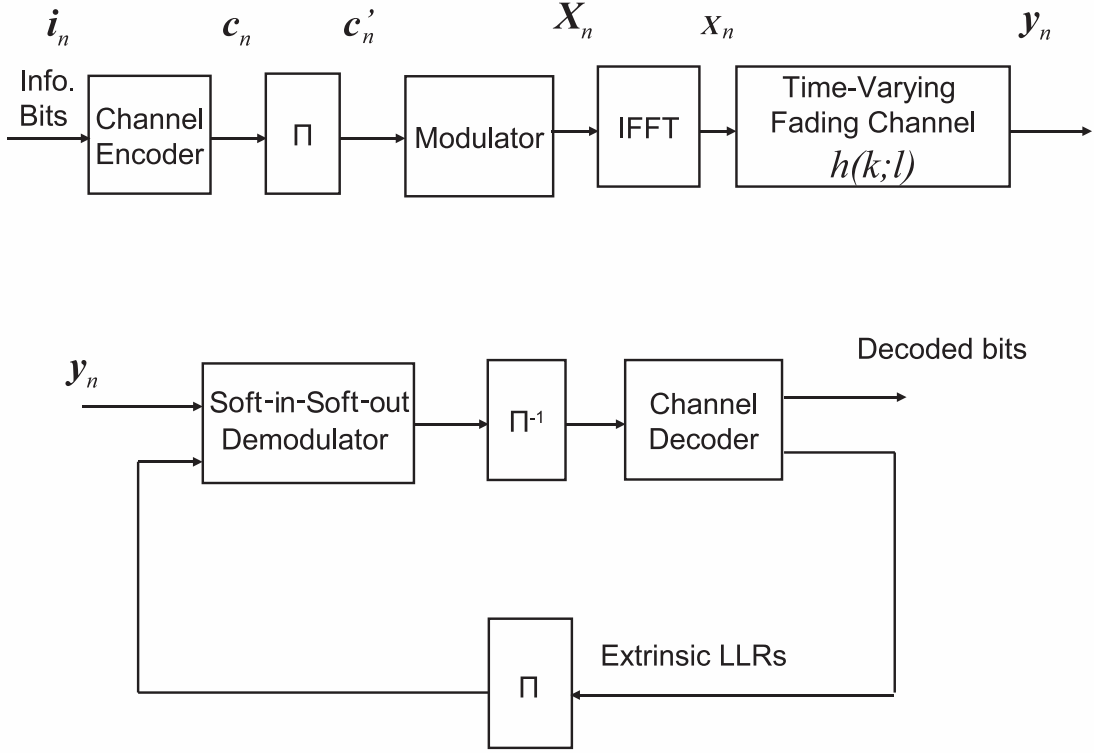 i_n c_n c_n' X_n x_n y_n
Info.
Bits
Channel
Encoder
Π
Modulator
IFFT
Time-Varying
Fading Channel
h(k;l)
y_n
Soft-in-Soft-out
Demodulator
Π⁻¹
Channel
Decoder
Decoded bits
Π
Extrinsic LLRs